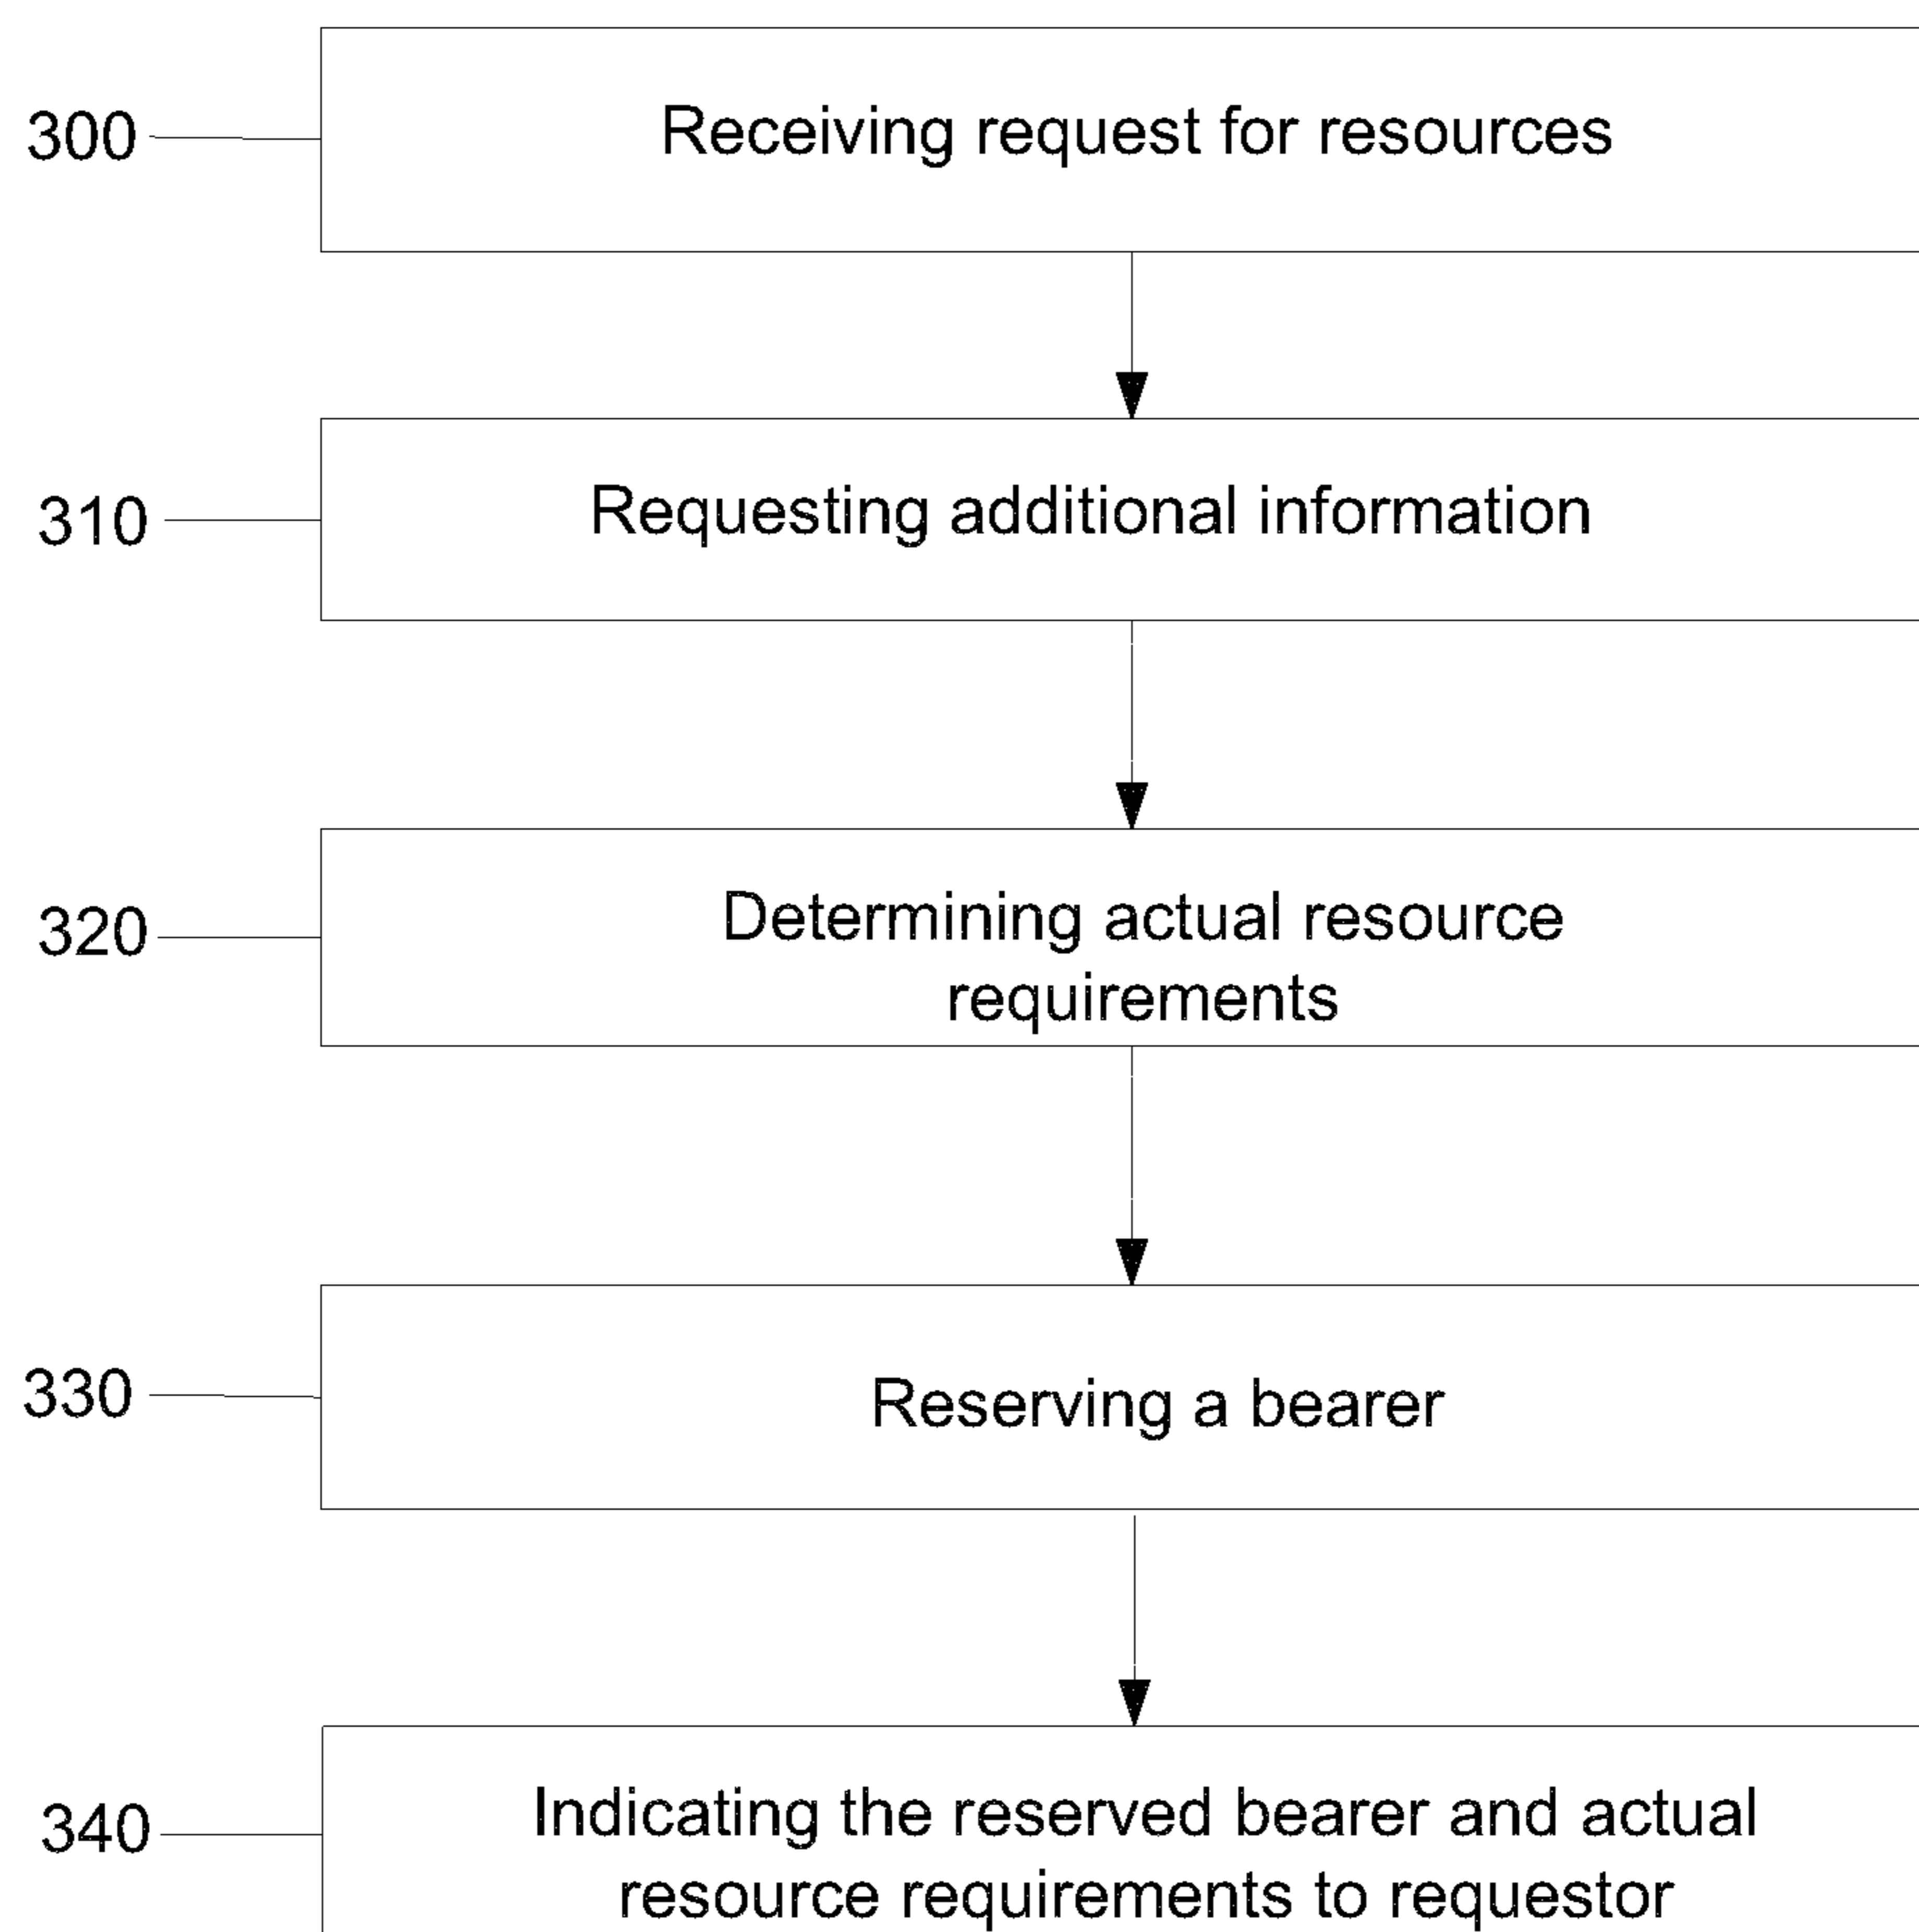 300
Receiving request for resources
310
Requesting additional information
320
Determining actual resource
requirements
330
Reserving a bearer
340
Indicating the reserved bearer and actual
resource requirements to requestor